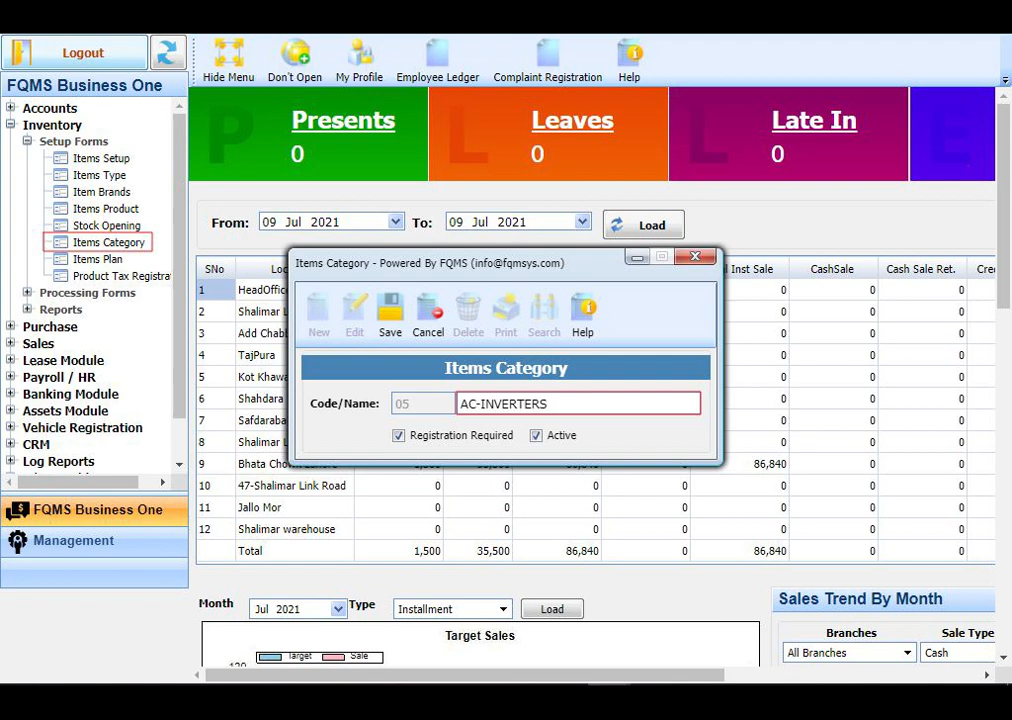 Logout
Hide Menu Don't Open My Profile Employee Ledger Complaint Registration Help
FQMS Business One
Accounts
Inventory
Setup Forms
Items Setup
Items Type
Item Brands
Items Product
Stock Opening
Items Category
Items Plan
Product Tax Registra
Processing Forms
Reports
Purchase
Sales
Lease Module
Payroll / HR
Banking Module
Assets Module
Vehicle Registration
CRM
Log Reports
FQMS Business One
Management
P Presents 0
L Leaves 0
L Late In 0
E
From: 09 Jul 2021 To: 09 Jul 2021 Load
SNo Loc Inst Sale CashSale Cash Sale Ret. Cre
1 HeadOffice 0 0 0
2 Shalimar L 0 0 0
3 Add Chab 0 0 0
4 TajPura 0 0 0
5 Kot Khawa 0 0 0
6 Shahdara 0 0 0
7 Safdaraba 0 0 0
8 Shalimar L 0 0 0
9 86,840 0 0
10 47-Shalimar Link Road 0 0 0 0 0 0 0
11 Jallo Mor 0 0 0 0 0 0 0
12 Shalimar warehouse 0 0 0 0 0 0 0
Total 1,500 35,500 86,840 0 86,840 0 0
Items Category - Powered By FQMS (info@fqmsys.com)
New Edit Save Cancel Delete Print Search Help
Items Category
Code/Name: 05 AC-INVERTERS
Registration Required Active
Month Jul 2021 Type Installment Load
Target Sales
Target Sale
120
Sales Trend By Month
Branches Sale Type
All Branches Cash